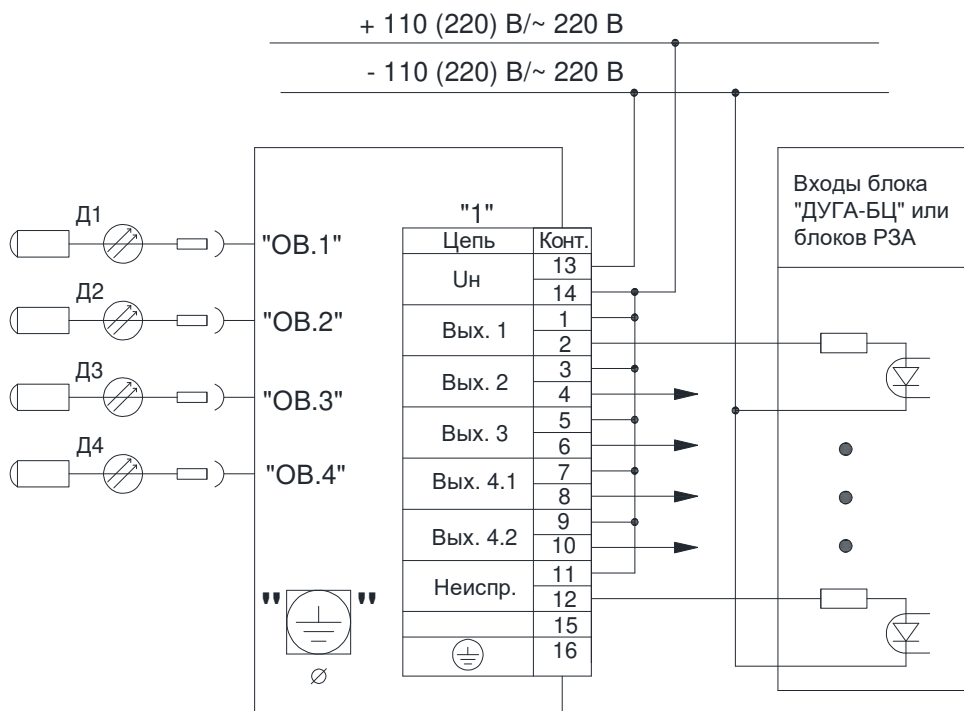 + 110 (220) В/~ 220 В
- 110 (220) В/~ 220 В
Входы блока
"ДУГА-БЦ" или
блоков РЗА
Д1
"ОВ.1"
Д2
"ОВ.2"
Д3
"ОВ.3"
Д4
"ОВ.4"
"1"
Цепь Конт.
Uн 13
14
Вых. 1 1
2
Вых. 2 3
4
Вых. 3 5
6
Вых. 4.1 7
8
Вых. 4.2 9
10
Неиспр. 11
12
15
16
" "